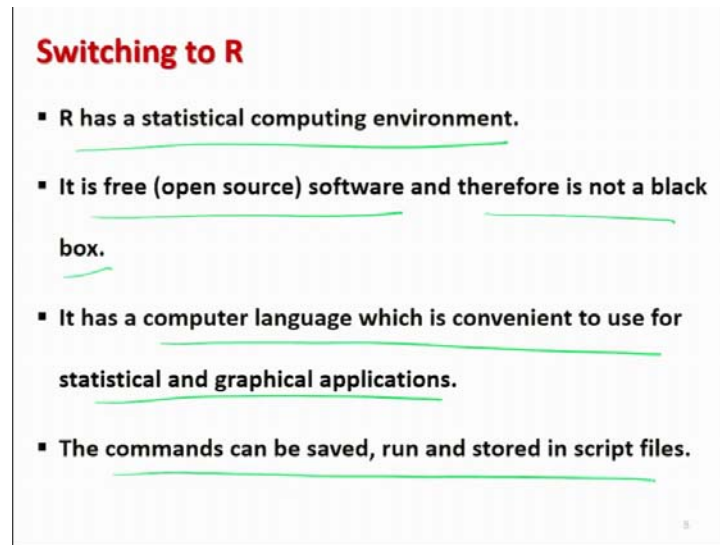 Switching to R
▪ R has a statistical computing environment.
▪ It is free (open source) software and therefore is not a black
box.
▪ It has a computer language which is convenient to use for
statistical and graphical applications.
▪ The commands can be saved, run and stored in script files.